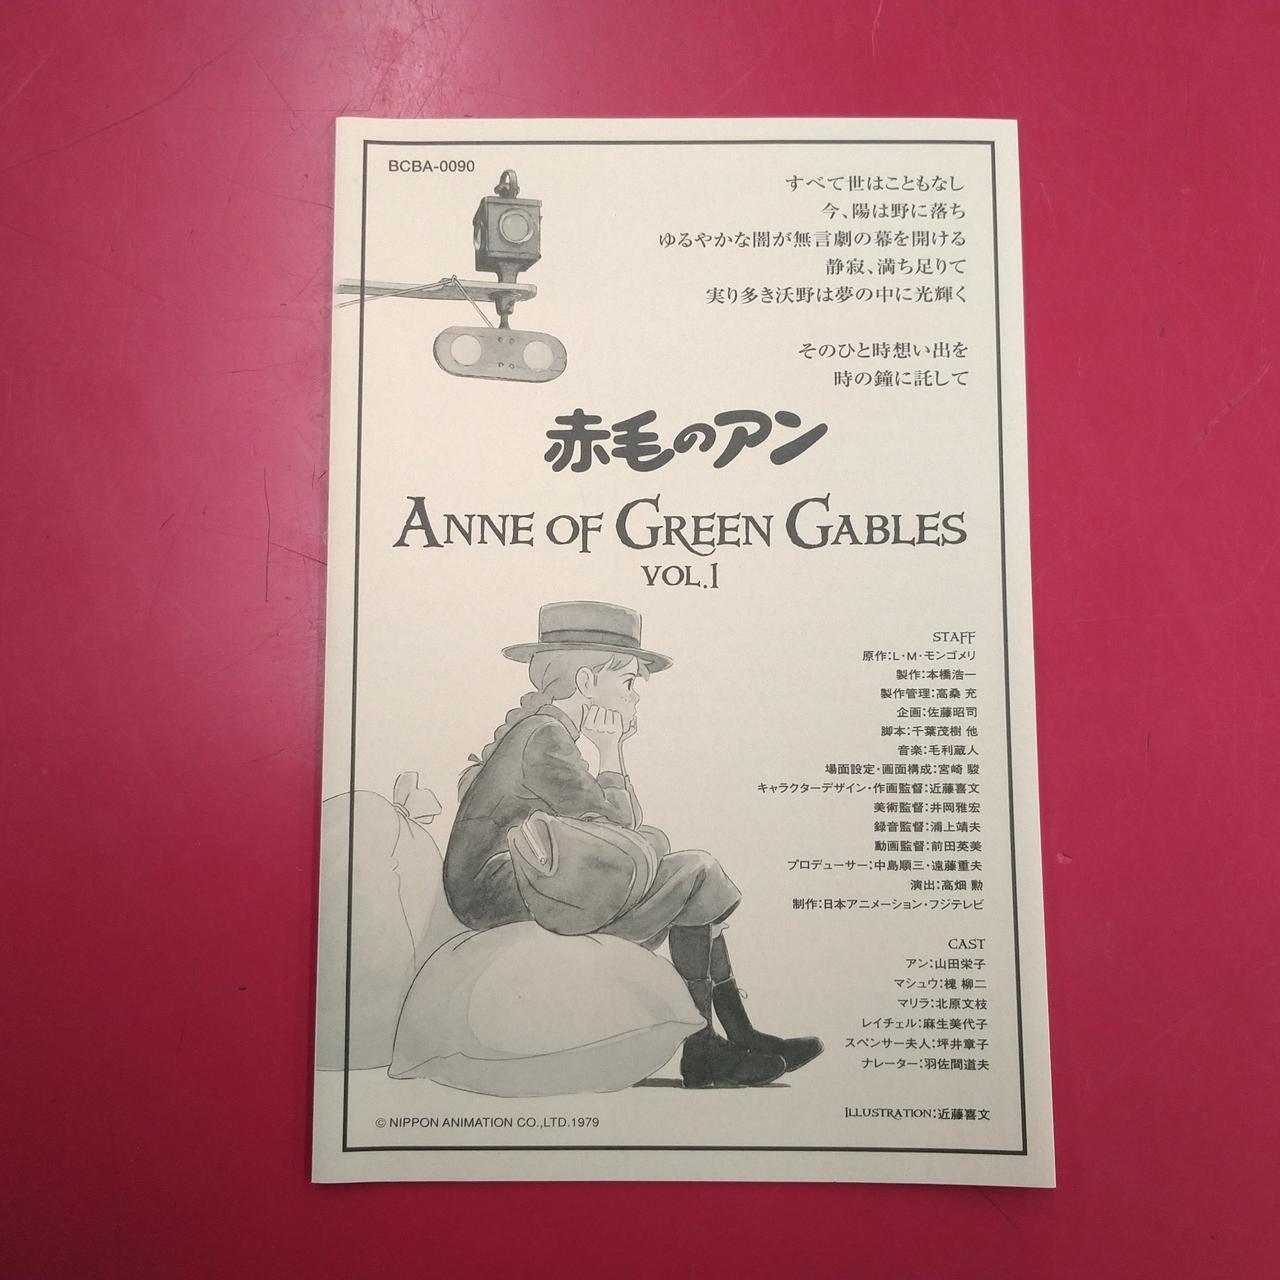 BCBA-0090
すべて世はこともなし
今、陽は野に落ち
ゆるやかな闇が無言劇の幕を開ける
静寂、満ち足りて
実り多き沃野は夢の中に光輝く
そのひと時想い出を
時の鐘に託して
赤毛のアン
ANNE OF GREEN GABLES
VOL.1
STAFF
原作:L・M・モンゴメリ
製作:本橋浩一
製作管理:高桑 充
企画:佐藤昭司
脚本:千葉茂樹 他
音楽:毛利蔵人
場面設定・画面構成:宮崎 駿
キャラクターデザイン・作画監督:近藤喜文
美術監督:井岡雅宏
録音監督:浦上靖夫
動画監督:前田英美
プロデューサー:中島順三・遠藤重夫
演出:高畑 勲
制作:日本アニメーション・フジテレビ
CAST
アン:山田栄子
マシュウ:槐 柳二
マリラ:北原文枝
レイチェル:麻生美代子
スペンサー夫人:坪井章子
ナレーター:羽佐間道夫
ILLUSTRATION:近藤喜文
© NIPPON ANIMATION CO.,LTD.1979